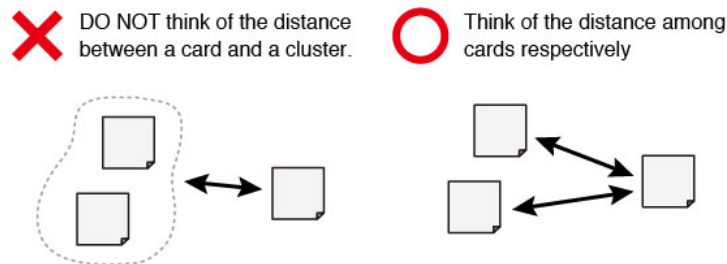 DO NOT think of the distance
between a card and a cluster.
Think of the distance among
cards respectively